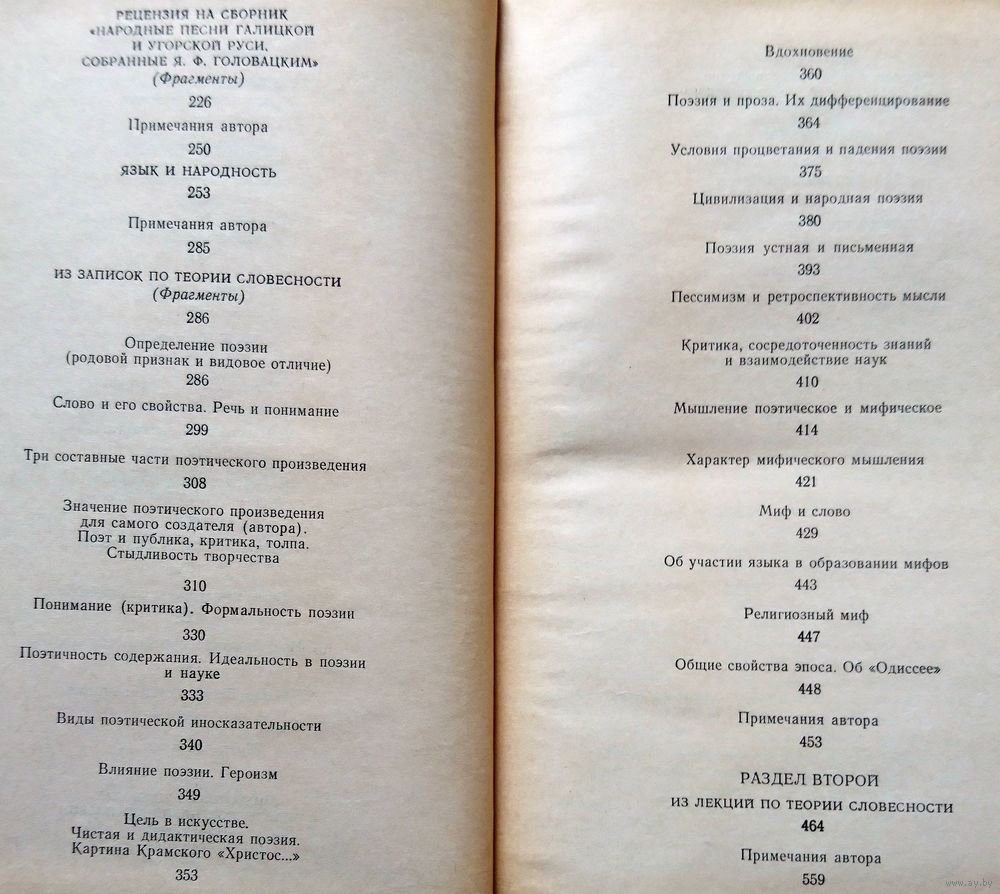 РЕЦЕНЗИЯ НА СБОРНИК
«НАРОДНЫЕ ПЕСНИ ГАЛИЦКОЙ
И УГОРСКОЙ РУСИ,
СОБРАННЫЕ Я. Ф. ГОЛОВАЦКИМ»
(Фрагменты)
226
Примечания автора
250
ЯЗЫК И НАРОДНОСТЬ
253
Примечания автора
285
ИЗ ЗАПИСОК ПО ТЕОРИИ СЛОВЕСНОСТИ
(Фрагменты)
286
Определение поэзии
(родовой признак и видовое отличие)
286
Слово и его свойства. Речь и понимание
299
Три составные части поэтического произведения
308
Значение поэтического произведения
для самого создателя (автора).
Поэт и публика, критика, толпа.
Стыдливость творчества
310
Понимание (критика). Формальность поэзии
330
Поэтичность содержания. Идеальность в поэзии
и науке
333
Виды поэтической иносказательности
340
Влияние поэзии. Героизм
349
Цель в искусстве.
Чистая и дидактическая поэзия.
Картина Крамского «Христос...»
353
Вдохновение
360
Поэзия и проза. Их дифференцирование
364
Условия процветания и падения поэзии
375
Цивилизация и народная поэзия
380
Поэзия устная и письменная
393
Пессимизм и ретроспективность мысли
402
Критика, сосредоточенность знаний
и взаимодействие наук
410
Мышление поэтическое и мифическое
414
Характер мифического мышления
421
Миф и слово
429
Об участии языка в образовании мифов
443
Религиозный миф
447
Общие свойства эпоса. Об «Одиссее»
448
Примечания автора
453
РАЗДЕЛ ВТОРОЙ
ИЗ ЛЕКЦИЙ ПО ТЕОРИИ СЛОВЕСНОСТИ
464
Примечания автора
559
www.ay.by